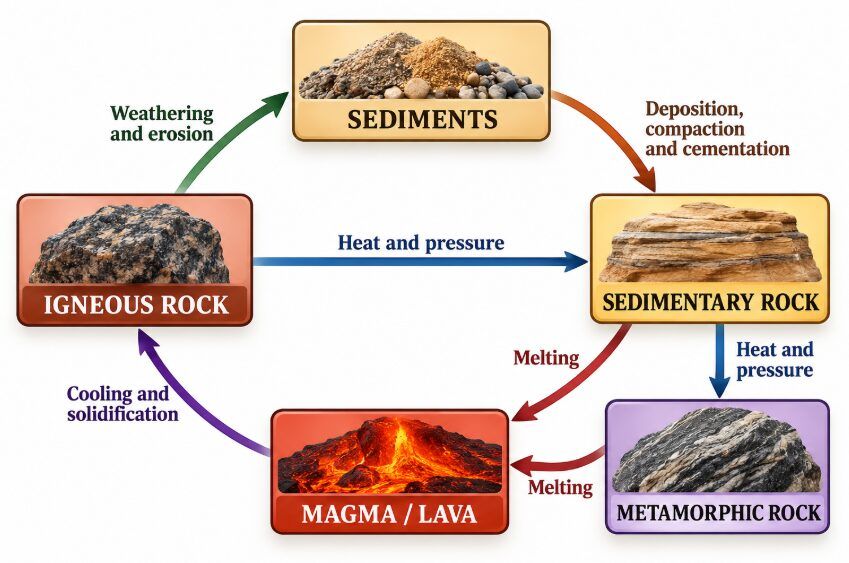 SEDIMENTS
Weathering
and erosion
Deposition,
compaction
and cementation
IGNEOUS ROCK
Heat and pressure
SEDIMENTARY ROCK
Melting
Heat and
pressure
Cooling and
solidification
MAGMA / LAVA
Melting
METAMORPHIC ROCK